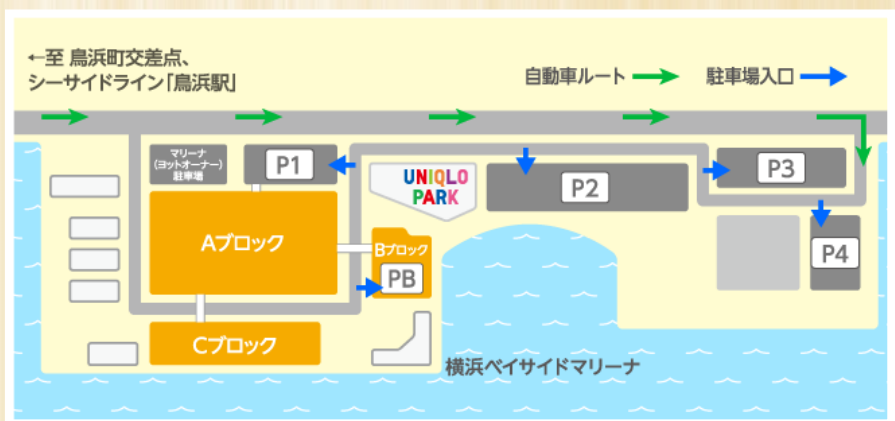 ←至 鳥浜町交差点、
シーサイドライン「鳥浜駅」
自動車ルート
駐車場入口
マリーナ
(ヨットオーナー)
駐車場
P1
UNIQLO
PARK
P2
P3
Aブロック
Bブロック
PB
P4
Cブロック
横浜ベイサイドマリーナ